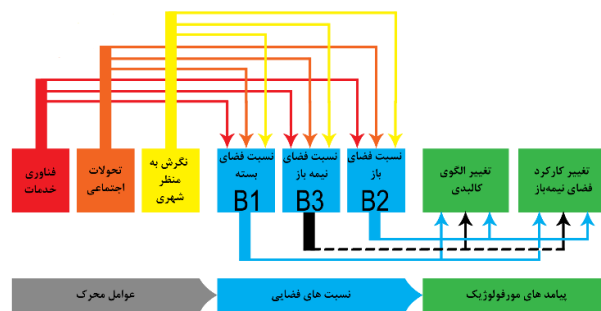 تغییر کارکرد
فضای نیمه‌باز
تغییر الگوی
کالبدی
نسبت فضای
باز
B2
نسبت فضای
نیمه باز
B3
نسبت فضای
بسته
B1
نگرش به
منظر
شهری
تحولات
اجتماعی
فناوری
خدمات
عوامل محرک
نسبت های فضایی
پیامد های مورفولوژیک